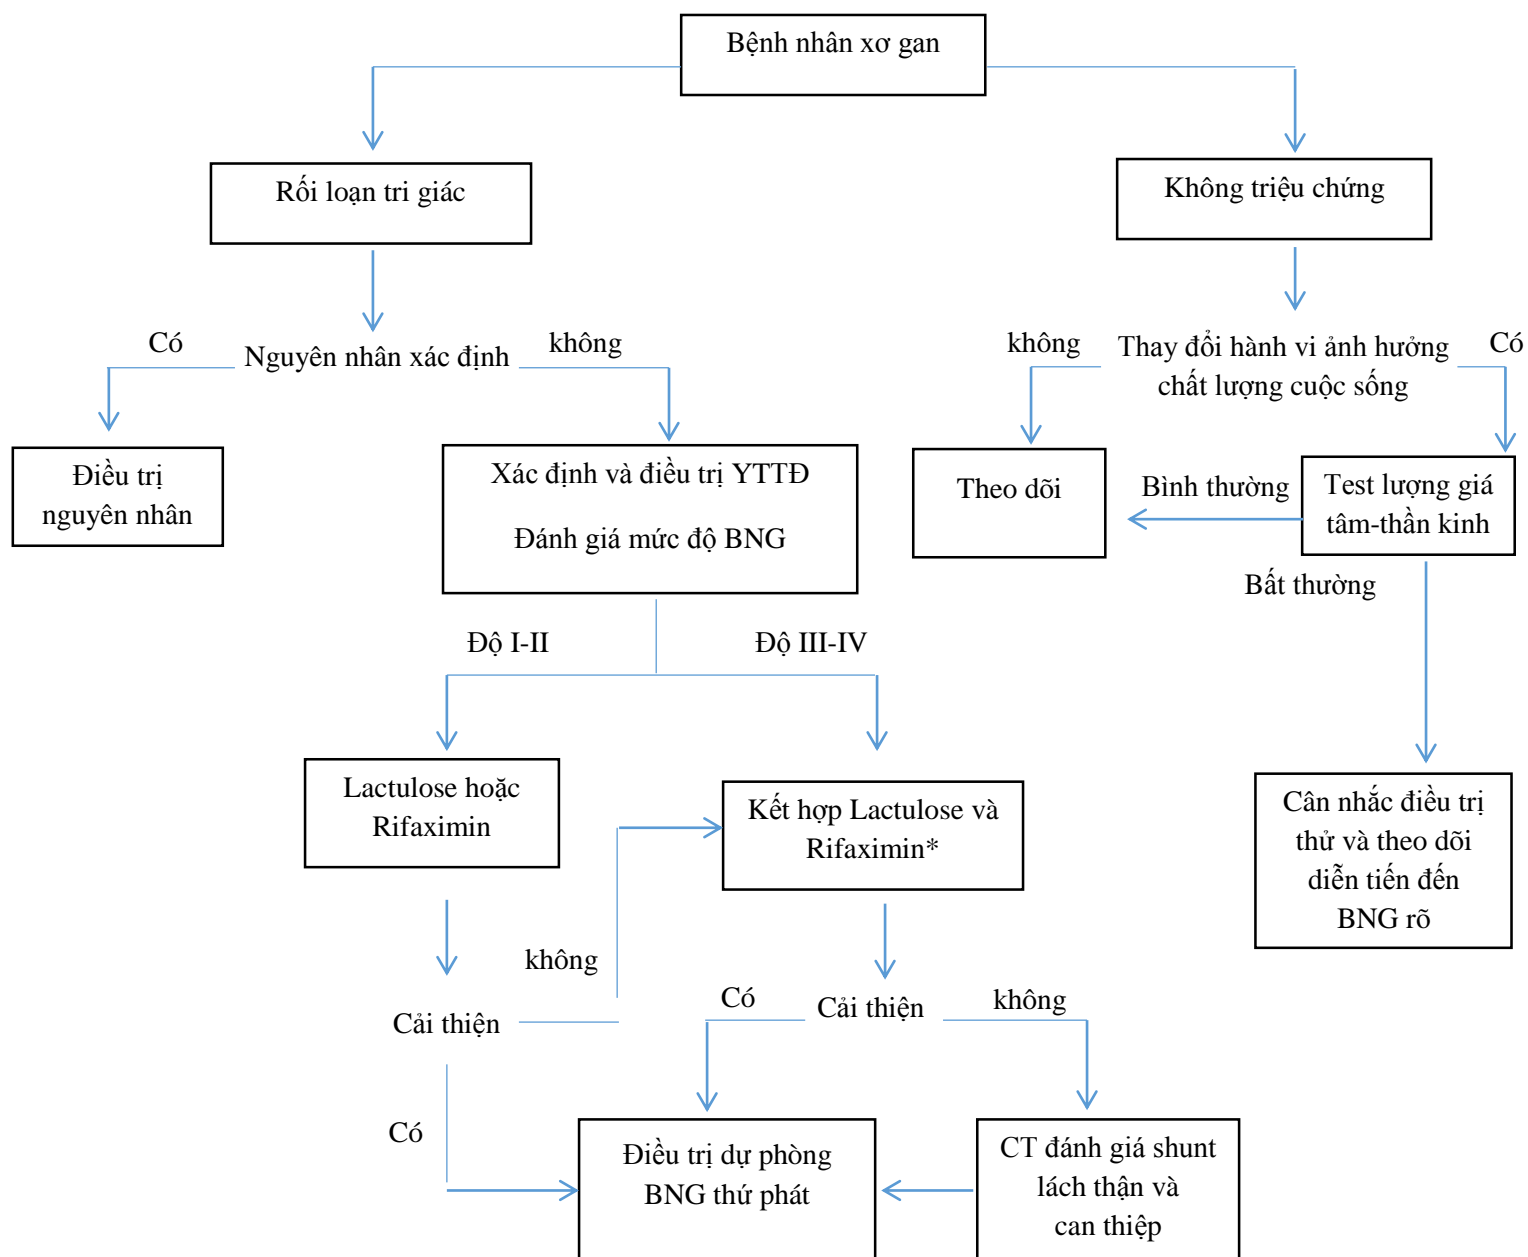 Bệnh nhân xơ gan
Rối loạn tri giác
Không triệu chứng
Có
Nguyên nhân xác định
không
không
Thay đổi hành vi ảnh hưởng
chất lượng cuộc sống
Có
Điều trị
nguyên nhân
Xác định và điều trị YTTĐ
Đánh giá mức độ BNG
Theo dõi
Bình thường
Test lượng giá
tâm-thần kinh
Bất thường
Độ I-II
Độ III-IV
Lactulose hoặc
Rifaximin
Kết hợp Lactulose và
Rifaximin*
Cân nhắc điều trị
thử và theo dõi
diễn tiến đến
BNG rõ
không
Cải thiện
Có
Cải thiện
không
Có
Điều trị dự phòng
BNG thứ phát
CT đánh giá shunt
lách thận và
can thiệp